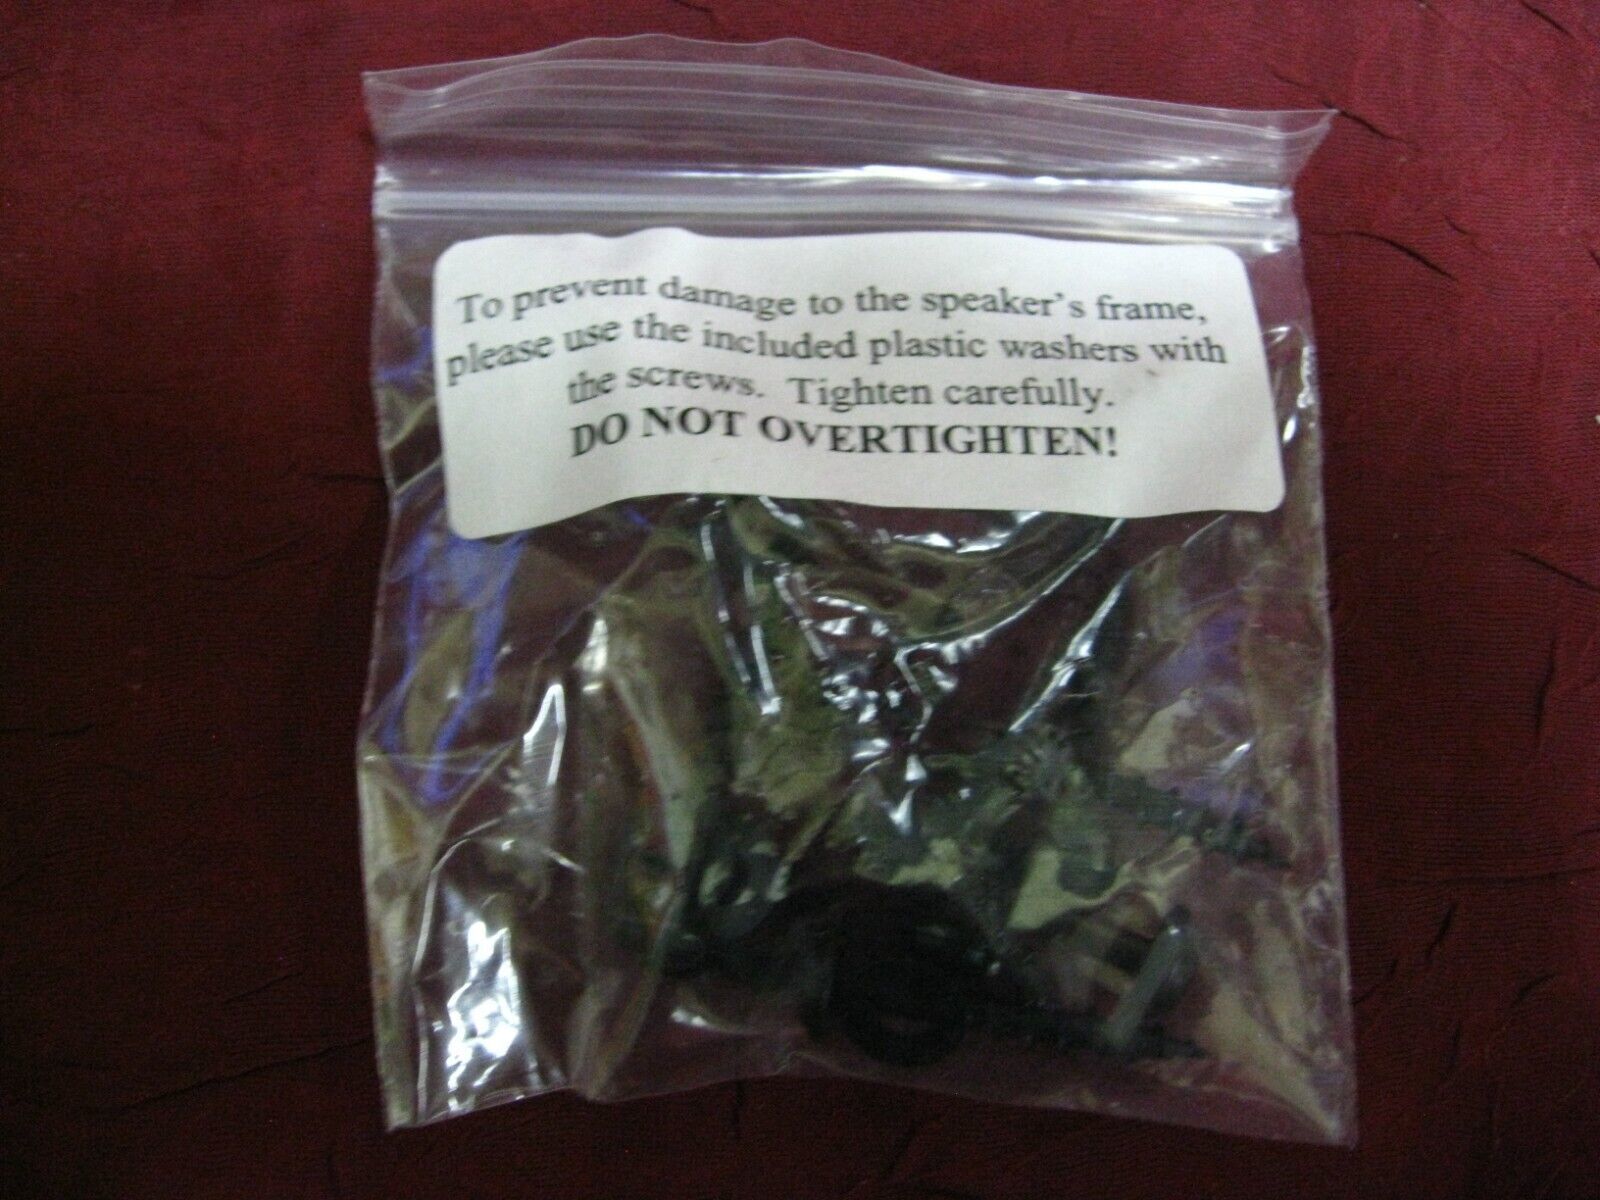 To prevent damage to the speaker's frame,
please use the included plastic washers with
the screws.  Tighten carefully.
DO NOT OVERTIGHTEN!